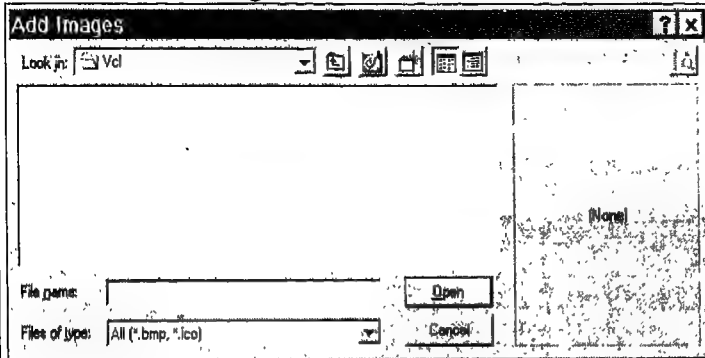 Add Images
Look in: Vcl
(None)
File name: Open
Files of type: All (*.bmp, *.ico) Cancel